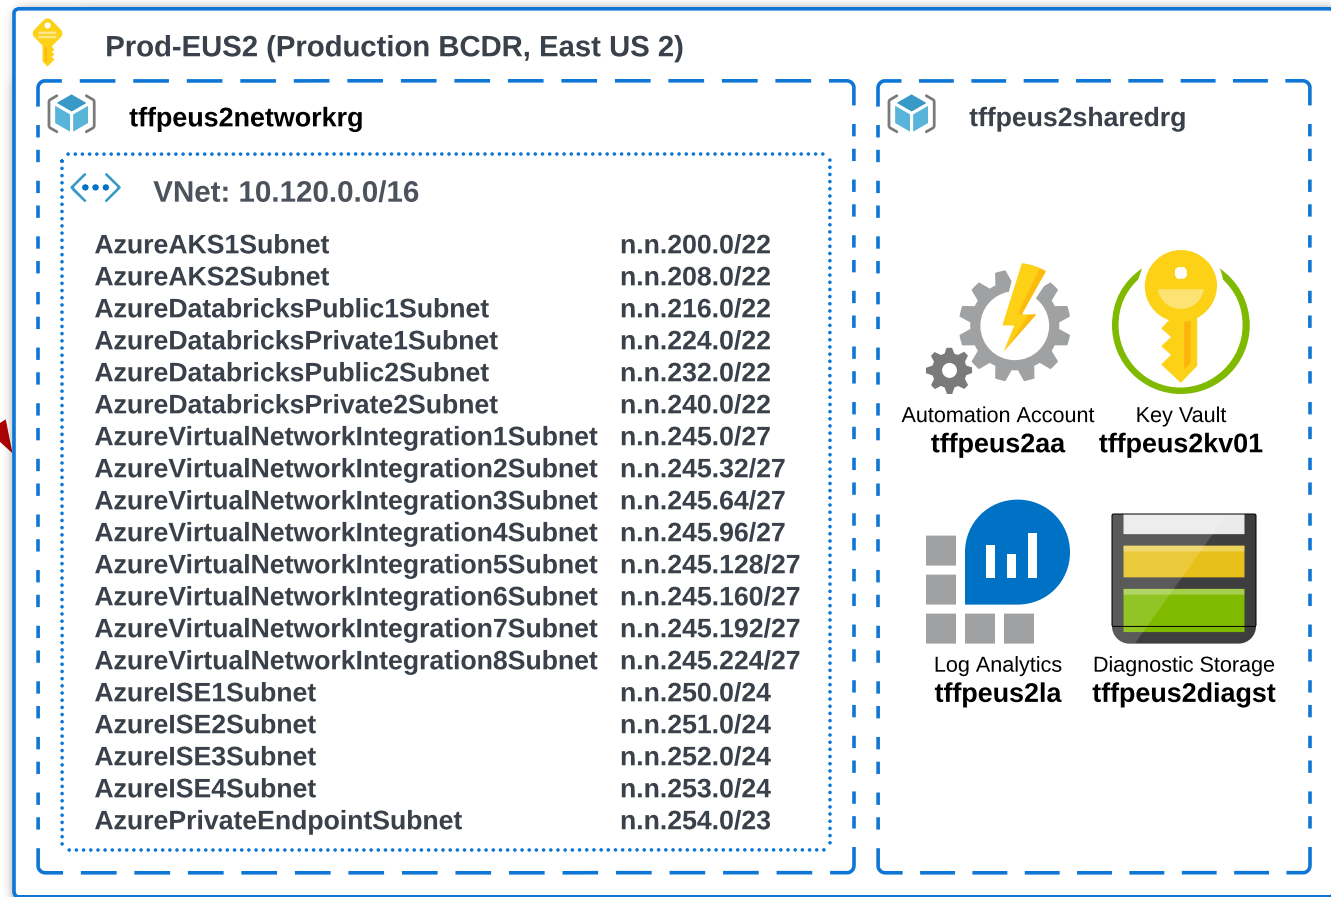 Prod-EUS2 (Production BCDR, East US 2)
tffpeus2networkrg
VNet: 10.120.0.0/16
AzureAKS1Subnet n.n.200.0/22
AzureAKS2Subnet n.n.208.0/22
AzureDatabricksPublic1Subnet n.n.216.0/22
AzureDatabricksPrivate1Subnet n.n.224.0/22
AzureDatabricksPublic2Subnet n.n.232.0/22
AzureDatabricksPrivate2Subnet n.n.240.0/22
AzureVirtualNetworkIntegration1Subnet n.n.245.0/27
AzureVirtualNetworkIntegration2Subnet n.n.245.32/27
AzureVirtualNetworkIntegration3Subnet n.n.245.64/27
AzureVirtualNetworkIntegration4Subnet n.n.245.96/27
AzureVirtualNetworkIntegration5Subnet n.n.245.128/27
AzureVirtualNetworkIntegration6Subnet n.n.245.160/27
AzureVirtualNetworkIntegration7Subnet n.n.245.192/27
AzureVirtualNetworkIntegration8Subnet n.n.245.224/27
AzureISE1Subnet n.n.250.0/24
AzureISE2Subnet n.n.251.0/24
AzureISE3Subnet n.n.252.0/24
AzureISE4Subnet n.n.253.0/24
AzurePrivateEndpointSubnet n.n.254.0/23
tffpeus2sharedrg
Automation Account
tffpeus2aa
Key Vault
tffpeus2kv01
Log Analytics
tffpeus2la
Diagnostic Storage
tffpeus2diagst